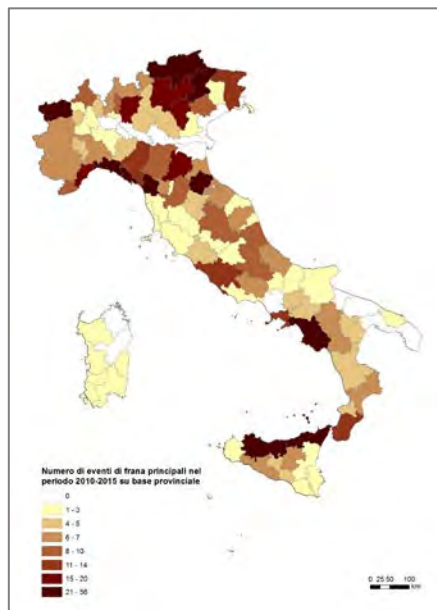 Numero di eventi di frana principali nel
periodo 2010-2015 su base provinciale
0
1 - 3
4 - 5
6 - 7
8 - 10
11 - 14
15 - 20
21 - 56
0 25 50 100
km